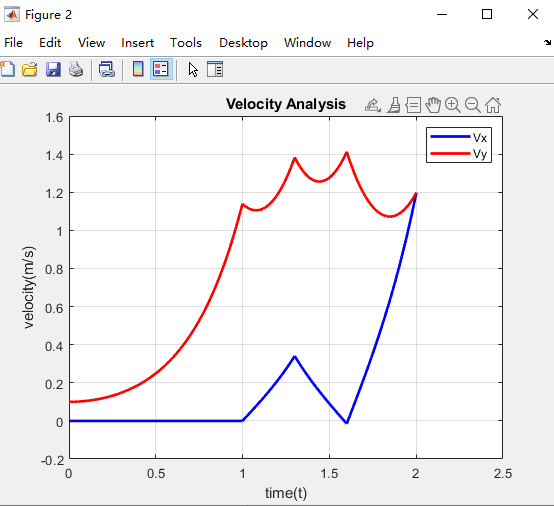 Figure 2
File Edit View Insert Tools Desktop Window Help
Velocity Analysis
Vx
Vy
1.6
1.4
1.2
1
0.8
0.6
0.4
0.2
0
-0.2
velocity(m/s)
0 0.5 1 1.5 2 2.5
time(t)